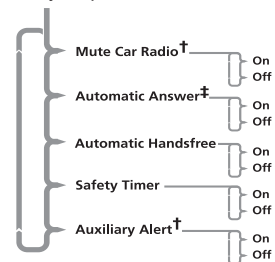 Mute Car Radio†
On
Off
Automatic Answer‡
On
Off
Automatic Handsfree
On
Off
Safety Timer
On
Off
Auxiliary Alert†
On
Off